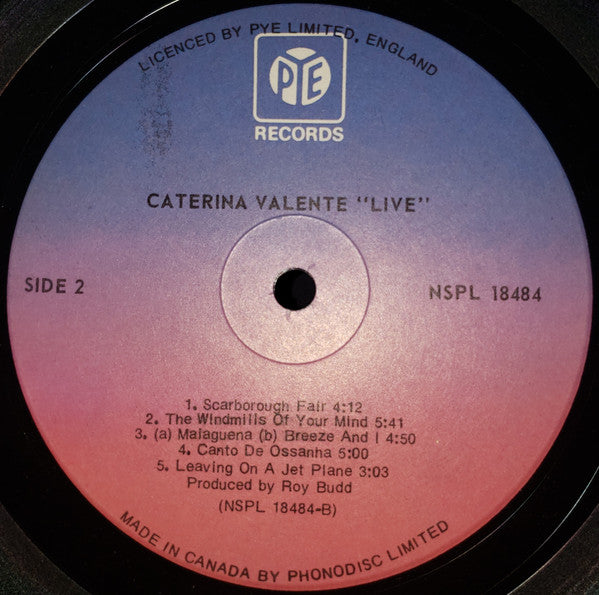 LICENCED BY PYE LIMITED, ENGLAND
PYE
RECORDS
CATERINA VALENTE "LIVE"
SIDE 2
NSPL 18484
1. Scarborough Fair 4:12
2. The Windmills Of Your Mind 5:41
3. (a) Malaguena (b) Breeze And I 4:50
4. Canto De Ossanha 6:00
5. Leaving On A Jet Plane 3:03
Produced by Roy Budd
(NSPL 18484-B)
MADE IN CANADA BY PHONODISC LIMITED